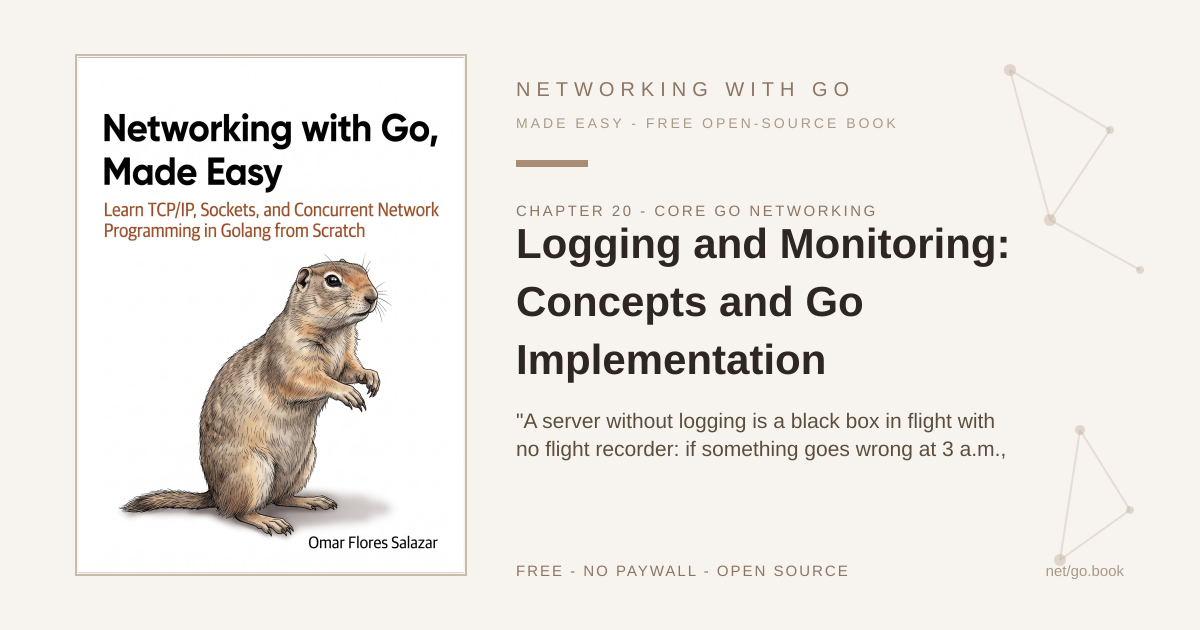 Networking with Go,
Made Easy
Learn TCP/IP, Sockets, and Concurrent Network
Programming in Golang from Scratch
Omar Flores Salazar
NETWORKING WITH GO
MADE EASY - FREE OPEN-SOURCE BOOK
CHAPTER 20 - CORE GO NETWORKING
Logging and Monitoring:
Concepts and Go
Implementation
"A server without logging is a black box in flight with
no flight recorder: if something goes wrong at 3 a.m.,
FREE - NO PAYWALL - OPEN SOURCE
net/go.book